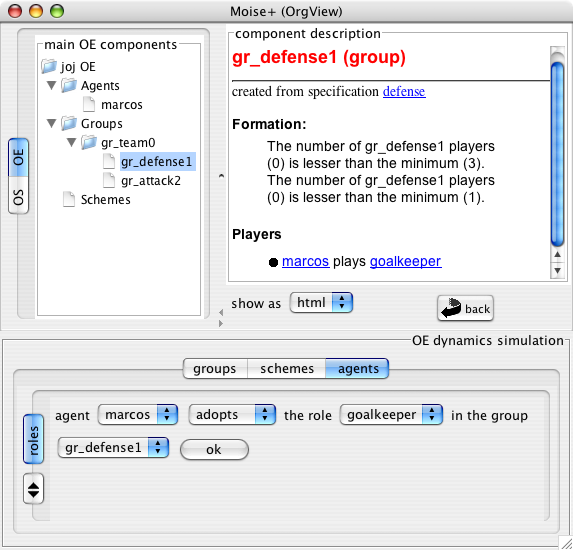 Moise+ (OrgView)
main OE components
joj OE
Agents
marcos
Groups
gr_team0
gr_defense1
gr_attack2
Schemes
OE
OS
component description
gr_defense1 (group)
created from specification defense
Formation:
The number of gr_defense1 players
(0) is lesser than the minimum (3).
The number of gr_defense1 players
(0) is lesser than the minimum (1).
Players
marcos plays goalkeeper
show as html
back
OE dynamics simulation
groups schemes agents
roles
agent marcos adopts the role goalkeeper in the group
gr_defense1 ok